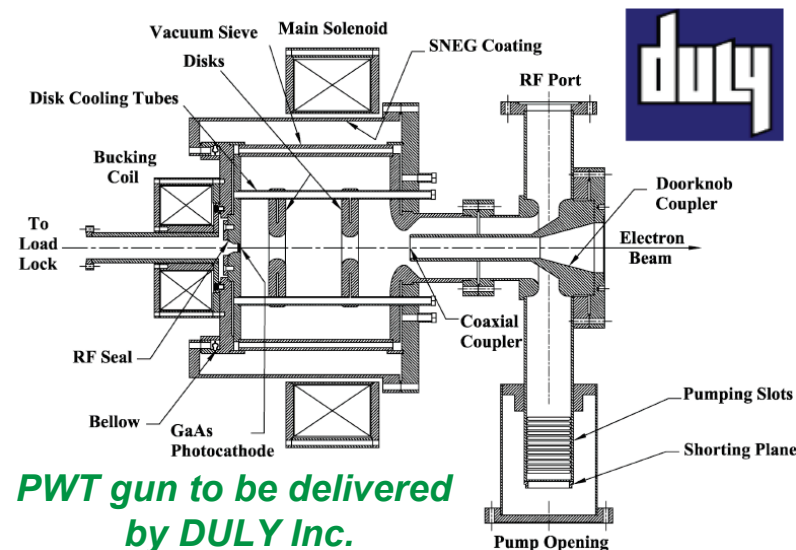 Vacuum Sieve
Main Solenoid
SNEG Coating
Disks
Disk Cooling Tubes
Bucking
Coil
To
Load
Lock
RF Seal
Bellow
GaAs
Photocathode
RF Port
duly
Doorknob
Coupler
Electron
Beam
Coaxial
Coupler
Pumping Slots
Shorting Plane
Pump Opening
PWT gun to be delivered
by DULY Inc.